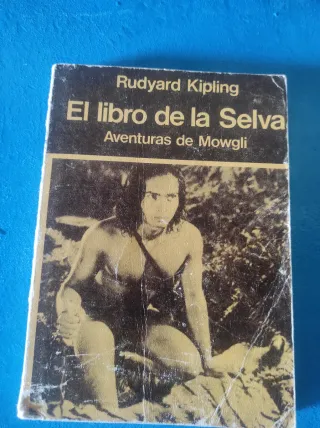 Rudyard Kipling
El libro de la Selva
Aventuras de Mowgli